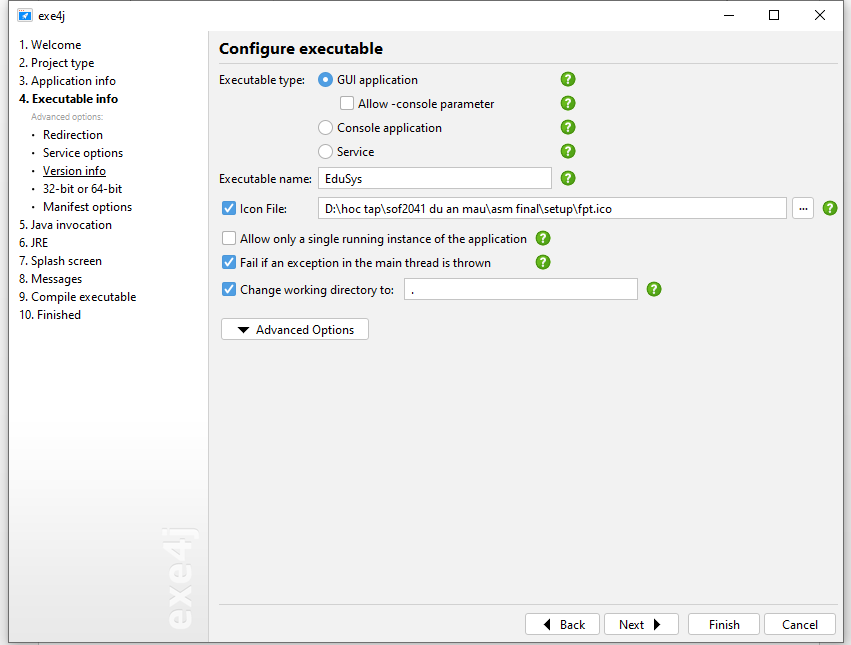 exe4j
1. Welcome
2. Project type
3. Application info
4. Executable info
Advanced options:
• Redirection
• Service options
• Version info
• 32-bit or 64-bit
• Manifest options
5. Java invocation
6. JRE
7. Splash screen
8. Messages
9. Compile executable
10. Finished
exe4j
Configure executable
Executable type: GUI application ?
Allow -console parameter ?
Console application ?
Service ?
Executable name: EduSys ?
Icon File: D:\hoc tap\sof2041 du an mau\asm final\setup\fpt.ico ... ?
Allow only a single running instance of the application ?
Fail if an exception in the main thread is thrown ?
Change working directory to: . ?
Advanced Options
Back Next Finish Cancel